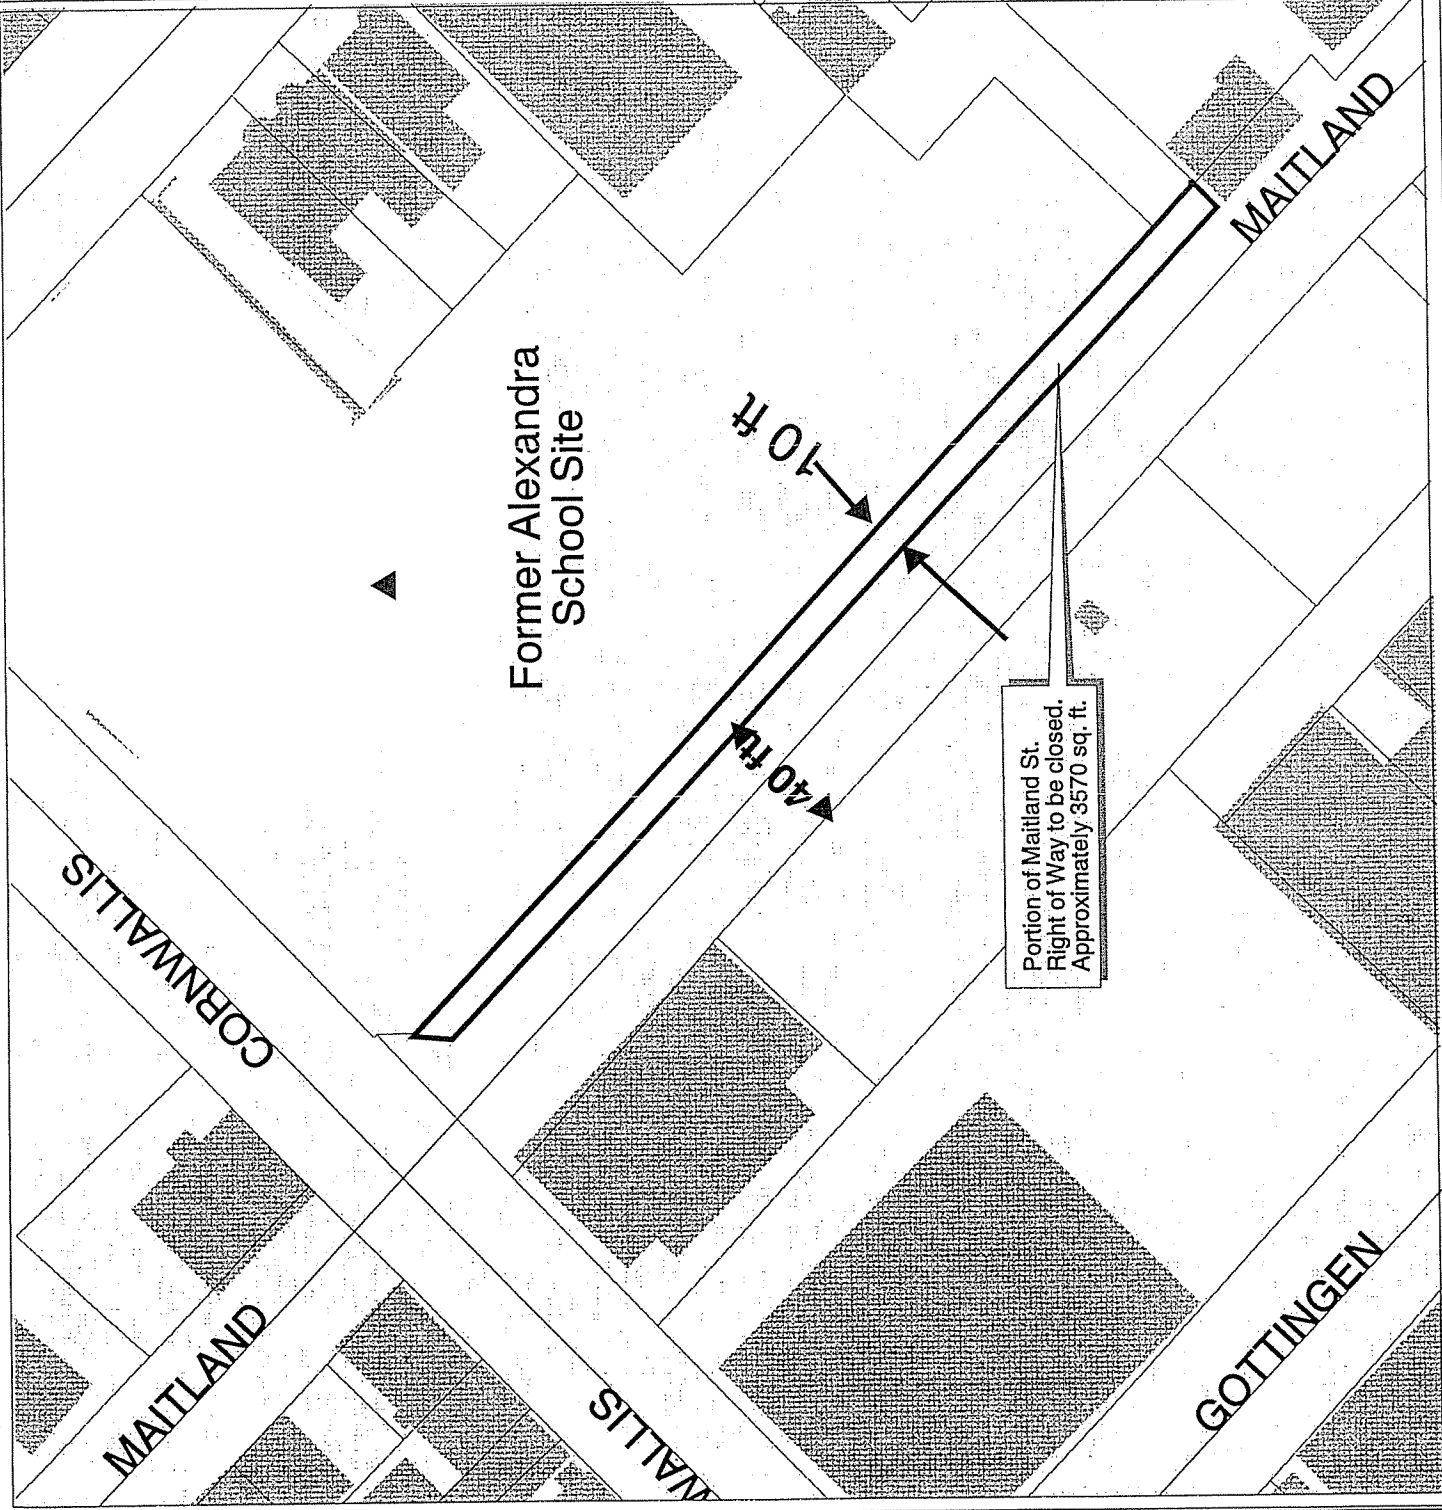 CORNWALLIS
MAITLAND
Former Alexandra
School Site
10 ft
40 ft
MAITLAND
Portion of Maitland St.
Right of Way to be closed.
Approximately 3570 sq. ft.
WALLIS
GOTTINGEN